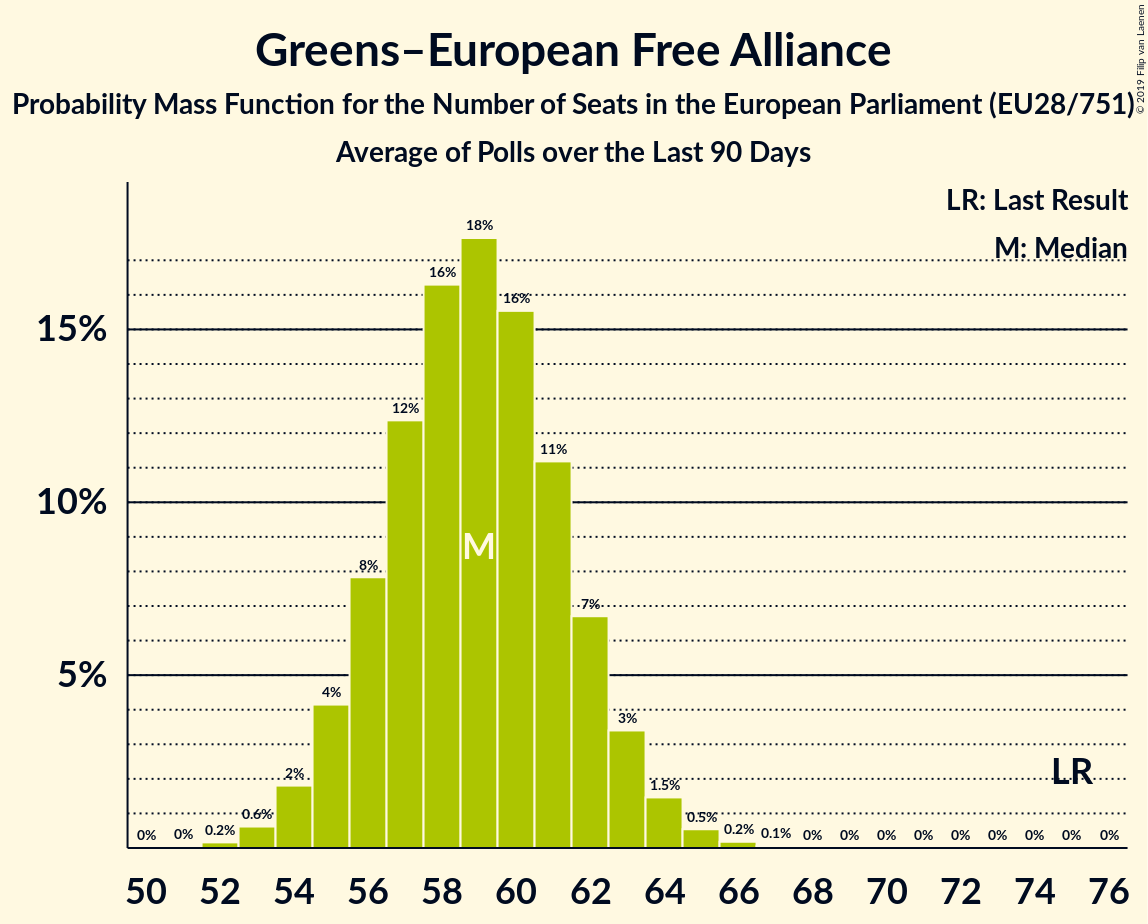 Greens–European Free Alliance
Probability Mass Function for the Number of Seats in the European Parliament (EU28/751)
Average of Polls over the Last 90 Days
© 2019 Filip van Laenen
LR: Last Result
M: Median
15%
10%
5%
0% 0% 0.2% 0.6% 2% 4% 8% 12% 16% 18% 16% 11% 7% 3% 1.5% 0.5% 0.2% 0.1% 0% 0% 0% 0% 0% 0% 0% 0% 0%
M
LR
50 52 54 56 58 60 62 64 66 68 70 72 74 76